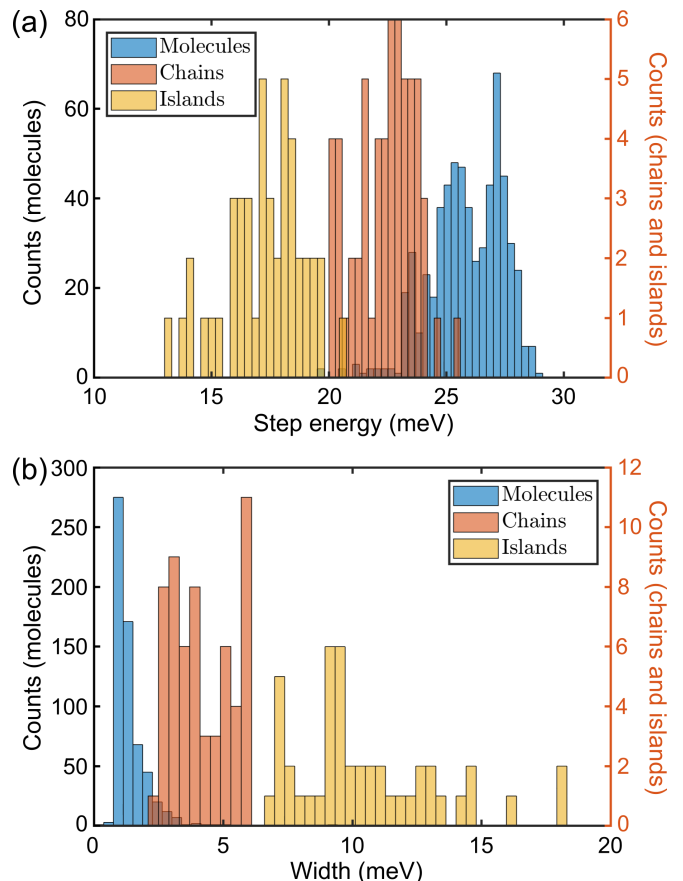 (a)
Molecules
Chains
Islands
80
60
40
20
0
Counts (molecules)
6
5
4
3
2
1
0
Counts (chains and islands)
10 15 20 25 30
Step energy (meV)
(b)
Molecules
Chains
Islands
300
250
200
150
100
50
0
Counts (molecules)
12
10
8
6
4
2
0
Counts (chains and islands)
0 5 10 15 20
Width (meV)